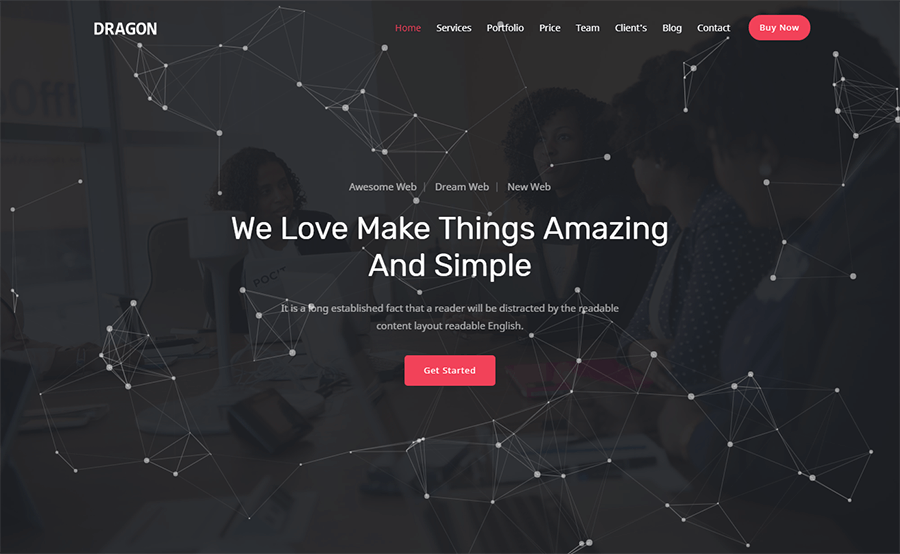 DRAGON
Home Services Portfolio Price Team Client's Blog Contact Buy Now
Awesome Web | Dream Web | New Web
We Love Make Things Amazing
And Simple
It is a long established fact that a reader will be distracted by the readable
content layout readable English.
Get Started